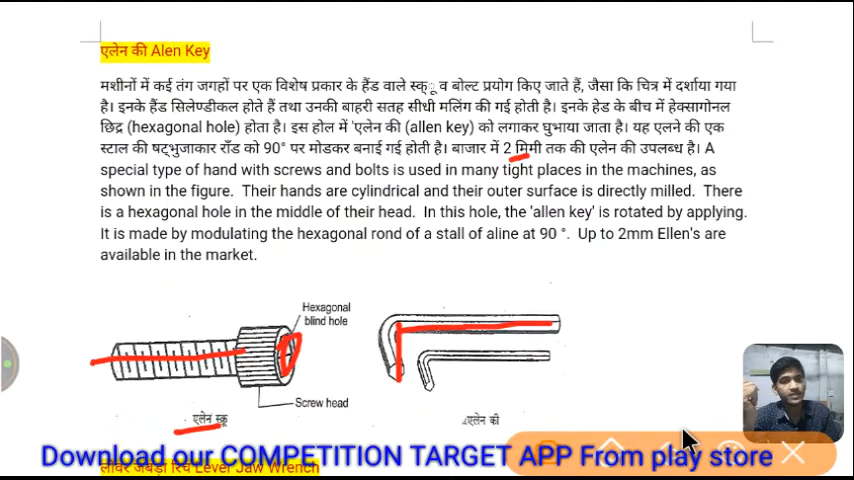 एलेन की Alen Key
मशीनों में कई तंग जगहों पर एक विशेष प्रकार के हैंड वाले स्क्ू व बोल्ट प्रयोग किए जाते हैं, जैसा कि चित्र में दर्शाया गया
है। इनके हैंड सिलेण्डीकल होते हैं तथा उनकी बाहरी सतह सीधी मलिंग की गई होती है। इनके हेड के बीच में हेक्सागोनल
छिद्र (hexagonal hole) होता है। इस होल में 'एलेन की (allen key) को लगाकर घुभाया जाता है। यह एलने की एक
स्टाल की षट्भुजाकार रॉड को 90° पर मोडकर बनाई गई होती है। बाजार में 2 मिमी तक की एलेन की उपलब्ध है। A
special type of hand with screws and bolts is used in many tight places in the machines, as
shown in the figure. Their hands are cylindrical and their outer surface is directly milled. There
is a hexagonal hole in the middle of their head. In this hole, the 'allen key' is rotated by applying.
It is made by modulating the hexagonal rond of a stall of aline at 90 °. Up to 2mm Ellen's are
available in the market.
Hexagonal
blind hole
Screw head
एलेन स्क्रू
एलेन की
Download our COMPETITION TARGET APP From play store
लीवर जबड़ा रिंच Lever Jaw Wrench